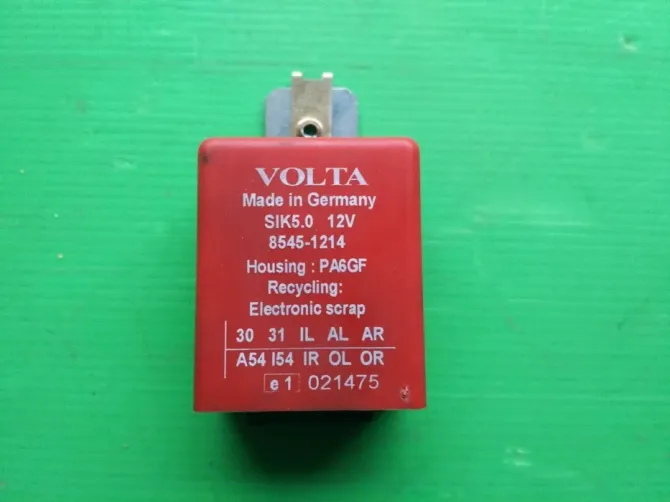 VOLTA
Made in Germany
SIK5.0 12V
8545-1214
Housing : PA6GF
Recycling:
Electronic scrap
30 31 IL AL AR
A54 I54 IR OL OR
e1 021475